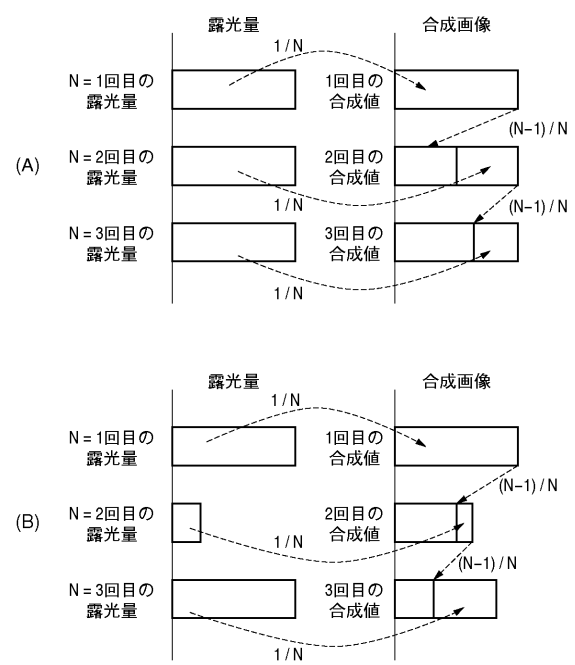 露光量
合成画像
1 / N
N = 1回目の
露光量
1回目の
合成値
(N−1) / N
(A)
N = 2回目の
露光量
2回目の
合成値
1 / N
(N−1) / N
N = 3回目の
露光量
3回目の
合成値
1 / N
露光量
合成画像
1 / N
N = 1回目の
露光量
1回目の
合成値
(N−1) / N
(B)
N = 2回目の
露光量
2回目の
合成値
1 / N
(N−1) / N
N = 3回目の
露光量
3回目の
合成値
1 / N